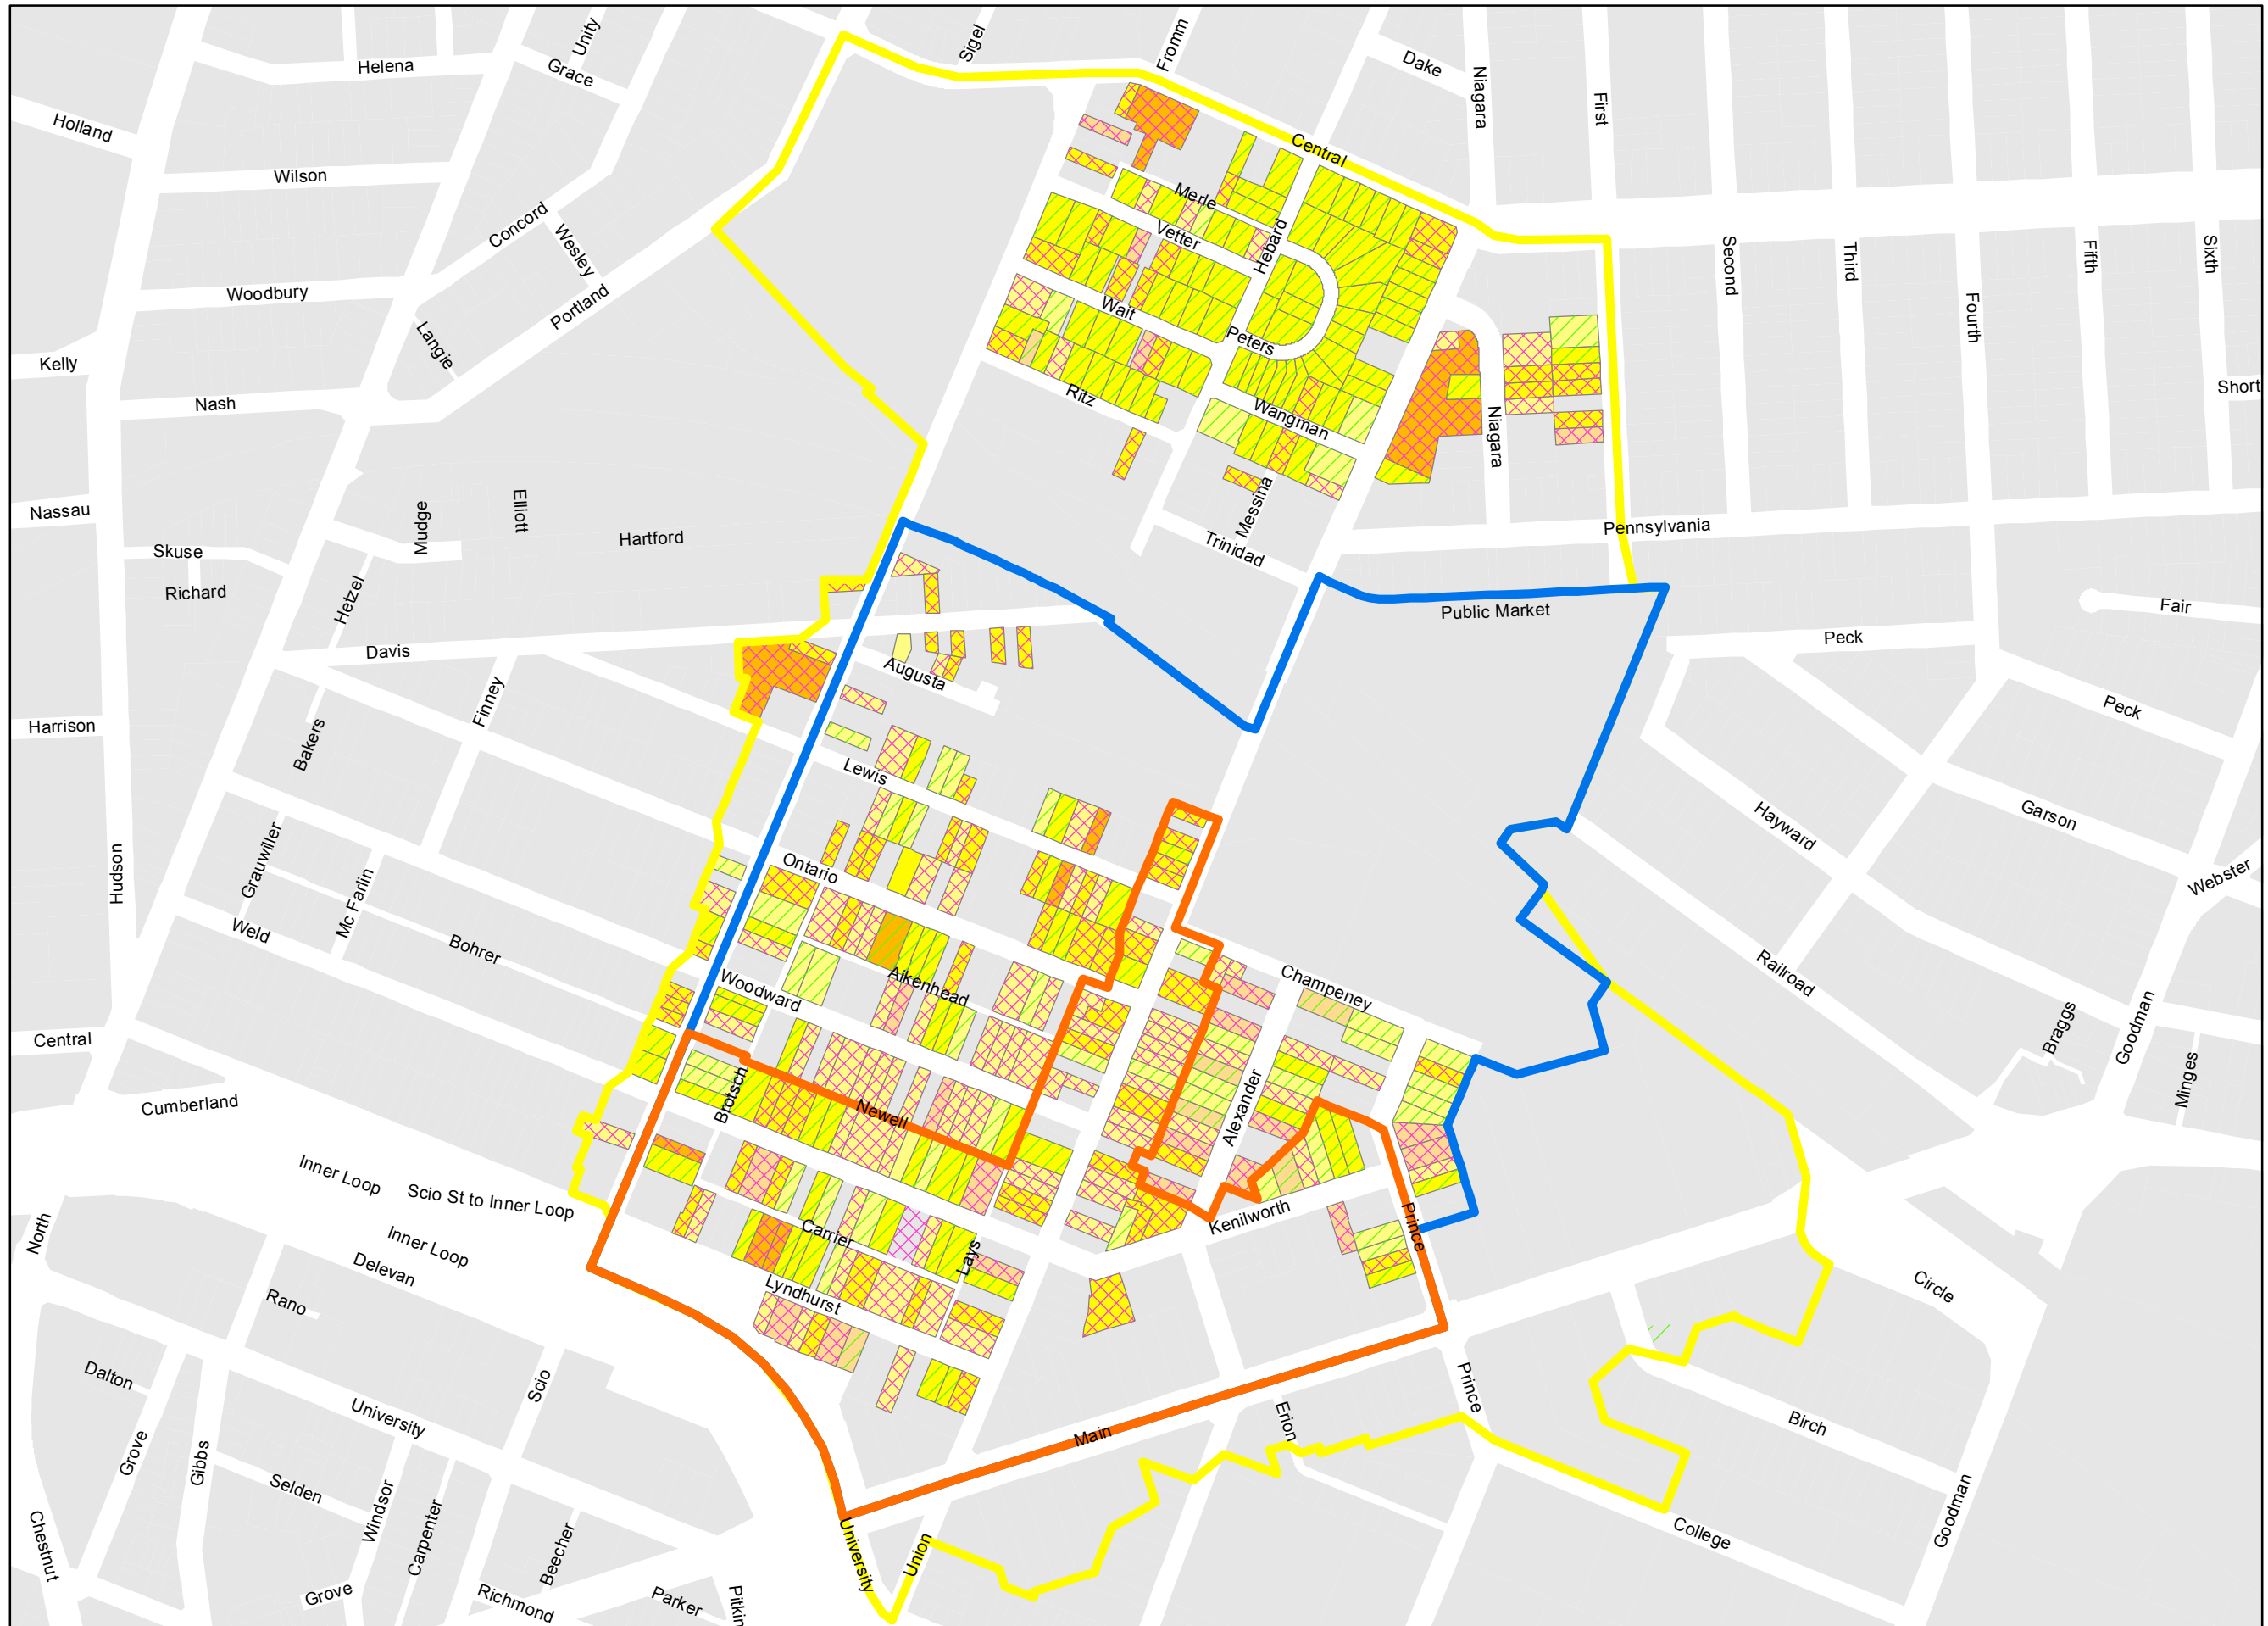 Unity
Sigel
Fromm
Helena
Grace
Dake
Niagara
First
Holland
Central
Wilson
Merle
Concord
Wesley
Vetter
Hebard
Second
Third
Fifth
Sixth
Woodbury
Portland
Wait
Fourth
Langie
Peters
Kelly
Short
Nash
Ritz
Wangman
Niagara
Nassau
Mudge
Elliott
Hartford
Messina
Pennsylvania
Skuse
Trinidad
Richard
Hetzel
Public Market
Fair
Davis
Peck
Augusta
Finney
Peck
Harrison
Bakers
Lewis
Hayward
Garson
Hudson
Grauwiller
Mc Farlin
Ontario
Webster
Weld
Bohrer
Woodward
Aikenhead
Champeney
Railroad
Central
Braggs
Goodman
Minges
Cumberland
Brotsch
Newell
Alexander
Inner Loop
Scio St to Inner Loop
Kenilworth
Prince
North
Inner Loop
Carrier
Lays
Delevan
Rano
Lyndhurst
Circle
Dalton
Scio
Prince
University
Main
Erion
Birch
Grove
Gibbs
Selden
Windsor
Carpenter
Beecher
Chestnut
University
Union
College
Goodman
Grove
Richmond
Parker
Pitkin